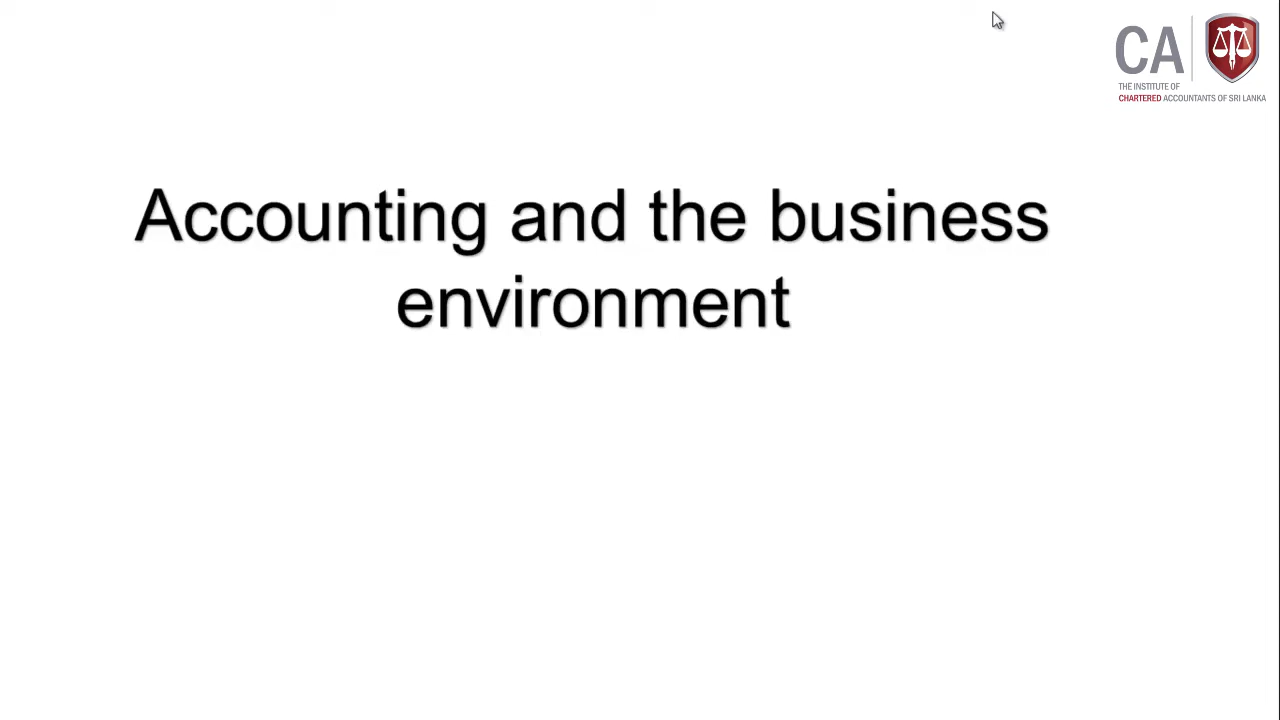 CA
THE INSTITUTE OF
CHARTERED ACCOUNTANTS OF SRI LANKA
Accounting and the business
environment